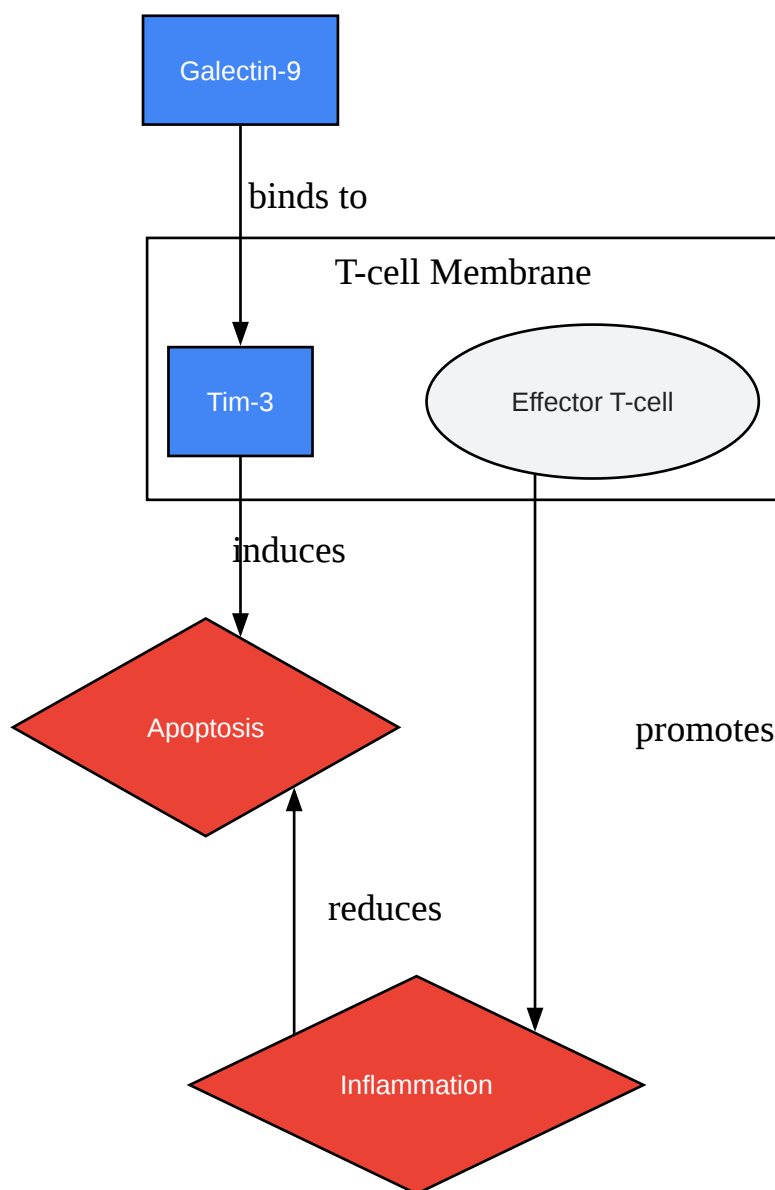 Galectin-9
binds to
T-cell Membrane
Tim-3
Effector T-cell
induces
Apoptosis
promotes
reduces
Inflammation